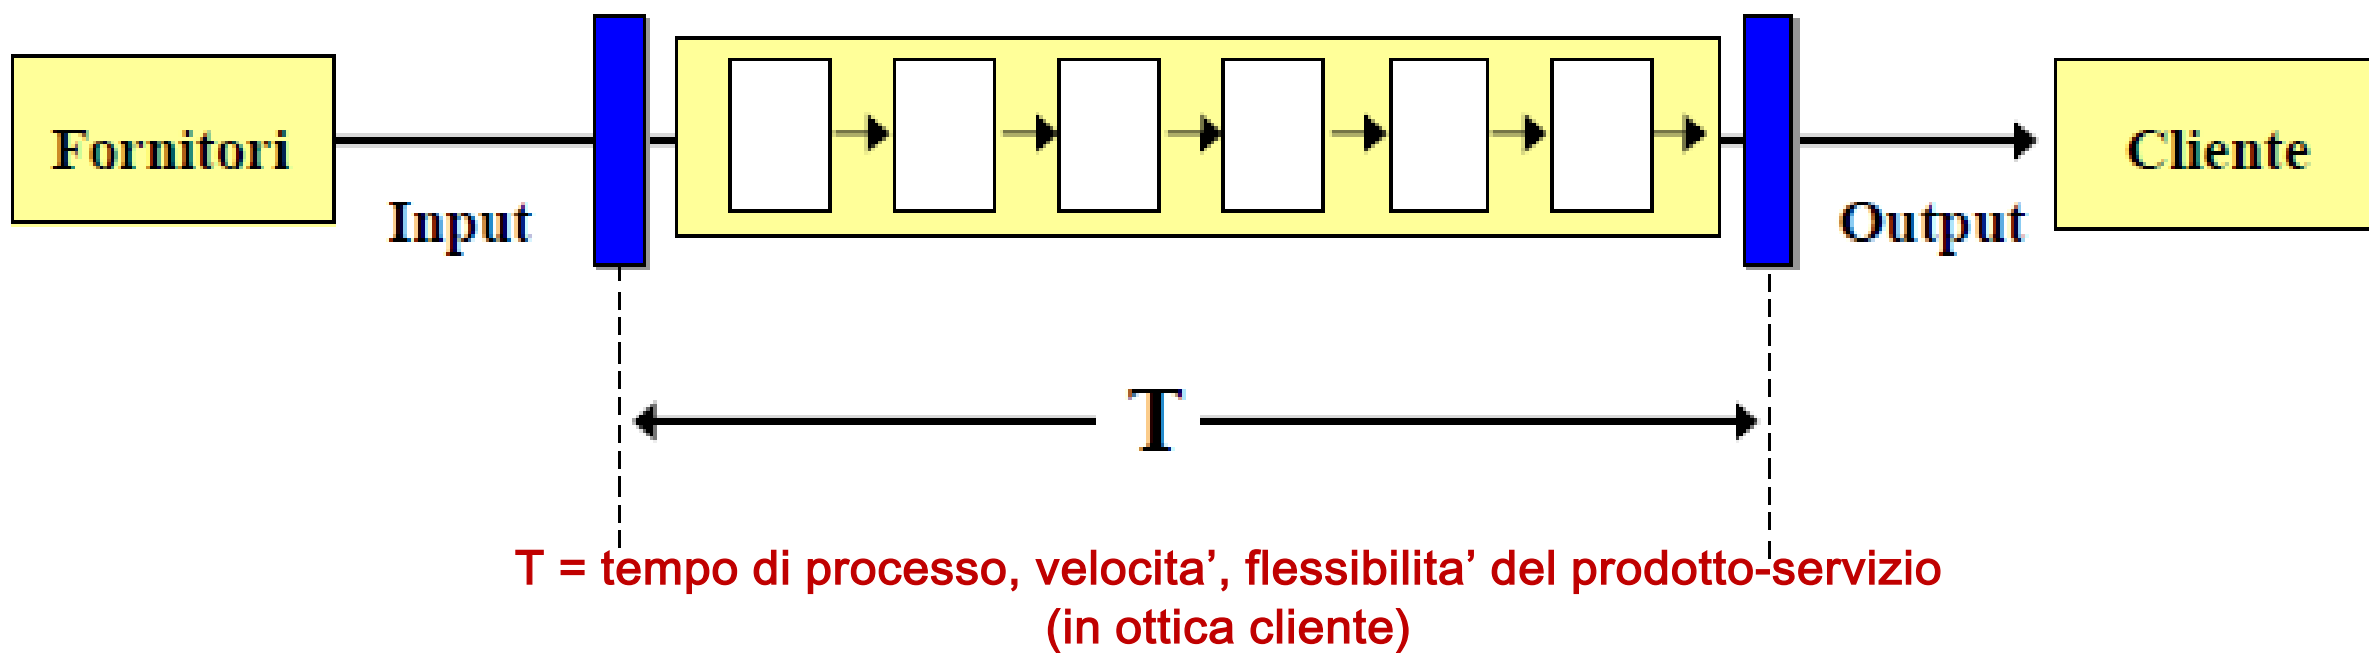 Fornitori
Input
Output
Cliente
T
T = tempo di processo, velocita’, flessibilita’ del prodotto-servizio
(in ottica cliente)